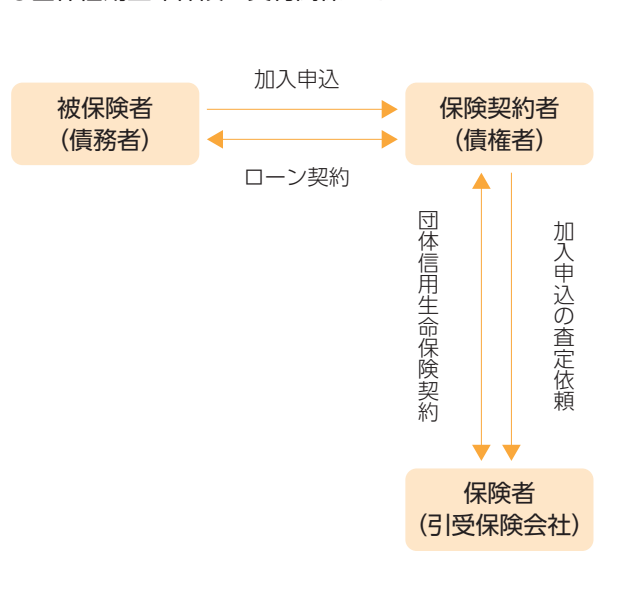 加入申込
被保険者
（債務者）
保険契約者
（債権者）
ローン契約
団体信用生命保険契約
加入申込の査定依頼
保険者
（引受保険会社）